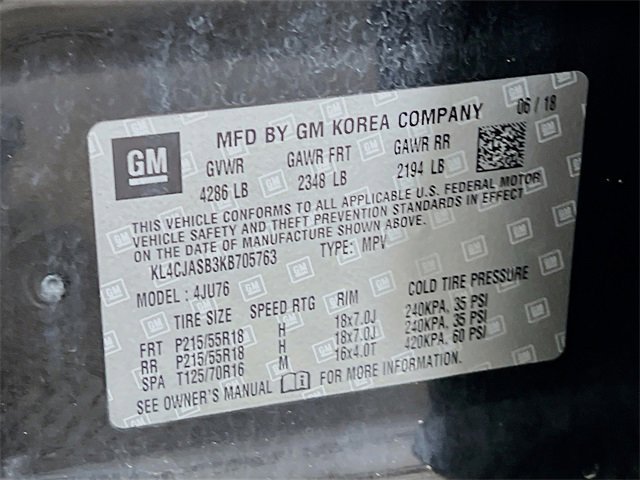 GM
MFD BY GM KOREA COMPANY
06 / 18
GVWR GAWR FRT GAWR RR
4286 LB 2348 LB 2194 LB
THIS VEHICLE CONFORMS TO ALL APPLICABLE U.S. FEDERAL MOTOR
VEHICLE SAFETY AND THEFT PREVENTION STANDARDS IN EFFECT
ON THE DATE OF MANUFACTURE SHOWN ABOVE.
KL4CJASB3KB705763 TYPE: MPV
MODEL : 4JU76
TIRE SIZE SPEED RTG RIM COLD TIRE PRESSURE
FRT P215/55R18 H 18x7.0J 240KPA, 35 PSI
RR P215/55R18 H 18x7.0J 240KPA, 35 PSI
SPA T125/70R16 M 16x4.0T 420KPA, 60 PSI
SEE OWNER'S MANUAL FOR MORE INFORMATION.